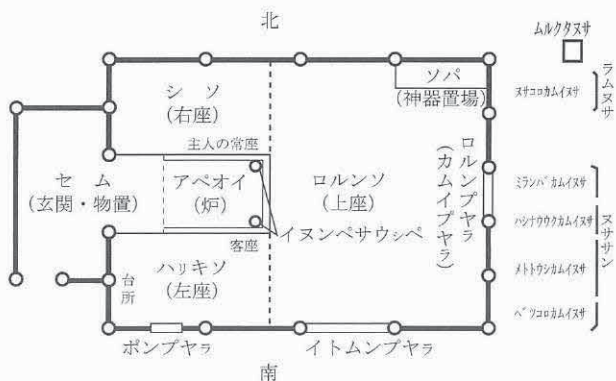 北
ムルクタヌサ
シソ
(右座)
ソパ
(神器置場)
ヌサコロカムイヌサ
ラムヌサ
主人の常座
セム
(玄関・物置)
アペオイ
(炉)
ロルンソ
(上座)
ロルンプヤラ
(カムイプヤラ)
ミランパカムイヌサ
ハシナウウクカムイヌサ
ヌササン
客座
イヌンペサウㇱペ
台所
ハㇼキソ
(左座)
メトトウシカムイヌサ
ポンプヤㇻ
イトムンプヤㇻ
ペツコロカムイヌサ
南